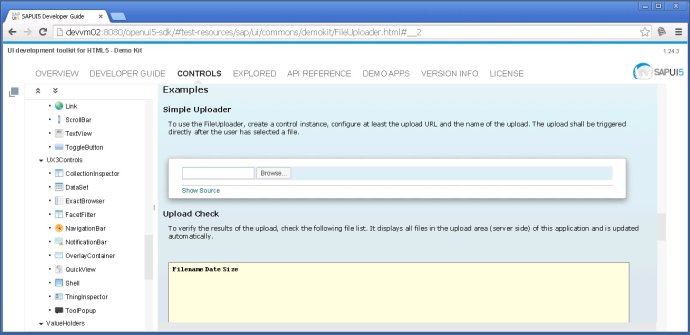 SAPUI5 Developer Guide
devvm02:8080/openui5-sdk/#test-resources/sap/ui/commons/demokit/FileUploader.html#__2
UI development toolkit for HTML5 - Demo Kit
1.24.3
OVERVIEW DEVELOPER GUIDE CONTROLS EXPLORED API REFERENCE DEMO APPS VERSION INFO LICENSE
SAPUI5
Link
ScrollBar
TextView
ToggleButton
UX3Controls
CollectionInspector
DataSet
ExactBrowser
FacetFilter
NavigationBar
NotificationBar
OverlayContainer
QuickView
Shell
ThingInspector
ToolPopup
ValueHolders
Examples
Simple Uploader
To use the FileUploader, create a control instance, configure at least the upload URL and the name of the upload. The upload shall be triggered
directly after the user has selected a file.
Browse...
Show Source
Upload Check
To verify the results of the upload, check the following file list. It displays all files in the upload area (server side) of this application and is updated
automatically.
Filename Date Size